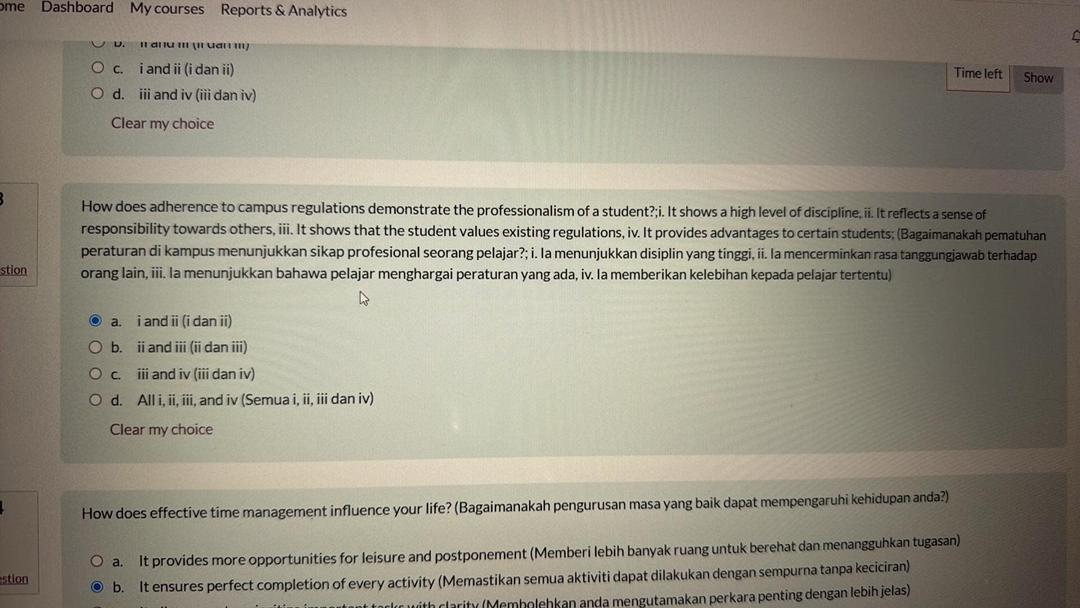 ome Dashboard My courses Reports & Analytics
b. ii and iii (ii dan iii)
c. i and ii (i dan ii)
d. iii and iv (iii dan iv)
Time left Show
Clear my choice
3
How does adherence to campus regulations demonstrate the professionalism of a student?;i. It shows a high level of discipline, ii. It reflects a sense of
responsibility towards others, iii. It shows that the student values existing regulations, iv. It provides advantages to certain students; (Bagaimanakah pematuhan
peraturan di kampus menunjukkan sikap profesional seorang pelajar?; i. Ia menunjukkan disiplin yang tinggi, ii. Ia mencerminkan rasa tanggungjawab terhadap
orang lain, iii. Ia menunjukkan bahawa pelajar menghargai peraturan yang ada, iv. Ia memberikan kelebihan kepada pelajar tertentu)
stion
a. i and ii (i dan ii)
b. ii and iii (ii dan iii)
c. iii and iv (iii dan iv)
d. All i, ii, iii, and iv (Semua i, ii, iii dan iv)
Clear my choice
4
How does effective time management influence your life? (Bagaimanakah pengurusan masa yang baik dapat mempengaruhi kehidupan anda?)
a. It provides more opportunities for leisure and postponement (Memberi lebih banyak ruang untuk berehat dan menangguhkan tugasan)
estion
b. It ensures perfect completion of every activity (Memastikan semua aktiviti dapat dilakukan dengan sempurna tanpa keciciran)
important tasks with clarity (Membolehkan anda mengutamakan perkara penting dengan lebih jelas)